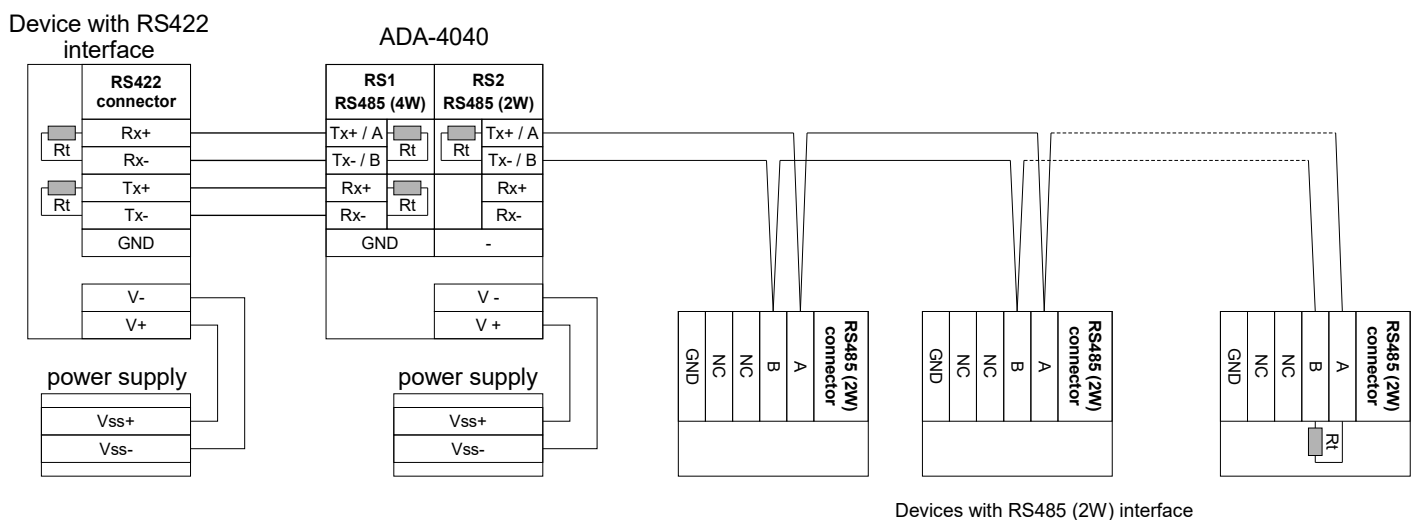 Device with RS422
interface
RS422
connector
Rx+
Rx-
Tx+
Tx-
GND
Rt
Rt
V-
V+
power supply
Vss+
Vss-
ADA-4040
RS1
RS485 (4W)
RS2
RS485 (2W)
Tx+ / A
Tx- / B
Rx+
Rx-
GND
Rt
Rt
Rt
Tx+ / A
Tx- / B
Rx+
Rx-
-
V -
V +
power supply
Vss+
Vss-
GND
NC
NC
B
A
RS485 (2W)
connector
GND
NC
NC
B
A
RS485 (2W)
connector
GND
NC
NC
B
A
RS485 (2W)
connector
Rt
Devices with RS485 (2W) interface